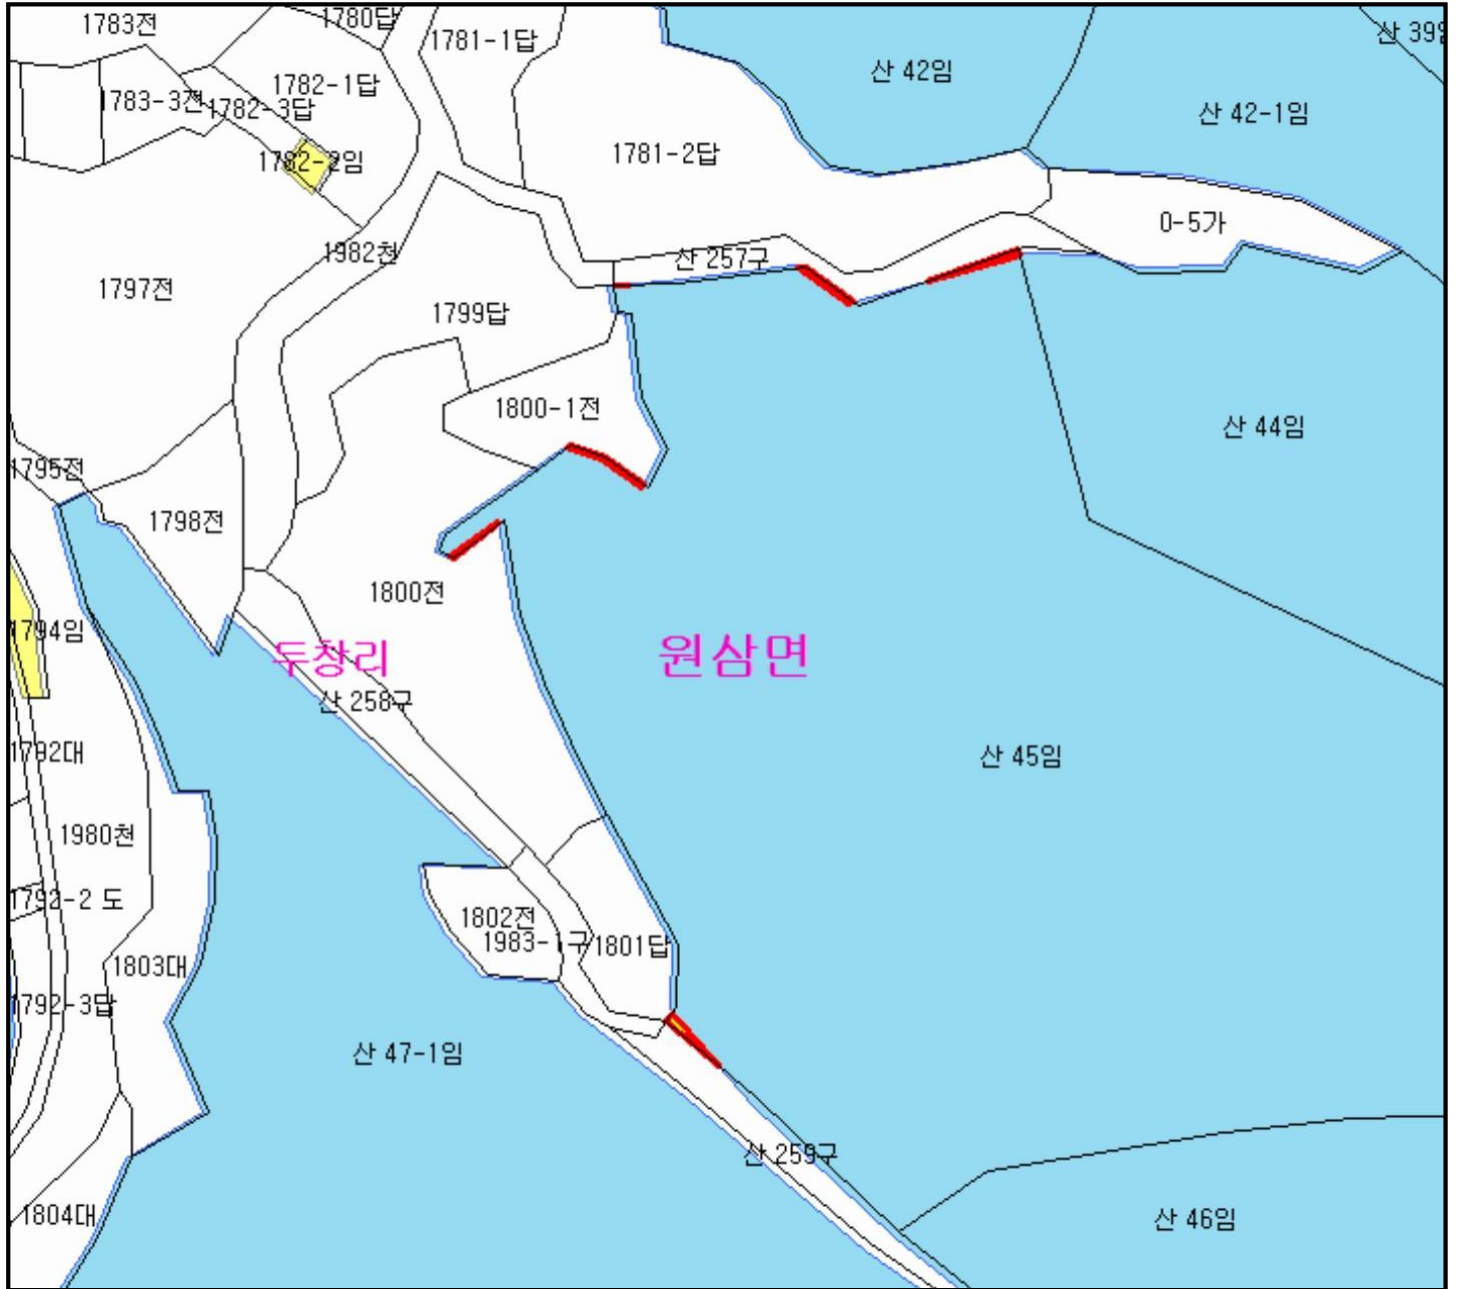 1783전
1780답
1781-1답
산 42임
산 39임
1783-3전
1782-1답
1782-3답
1782-2임
1781-2답
산 42-1임
0-5가
1982천
산 257구
1797전
1799답
1800-1전
산 44임
1795전
1798전
1800전
1794임
두창리
원삼면
산 258구
1792대
산 45임
1980천
1792-2 도
1802전
1983-1구
1801답
1803대
1792-3답
산 47-1임
산 259구
1804대
산 46임